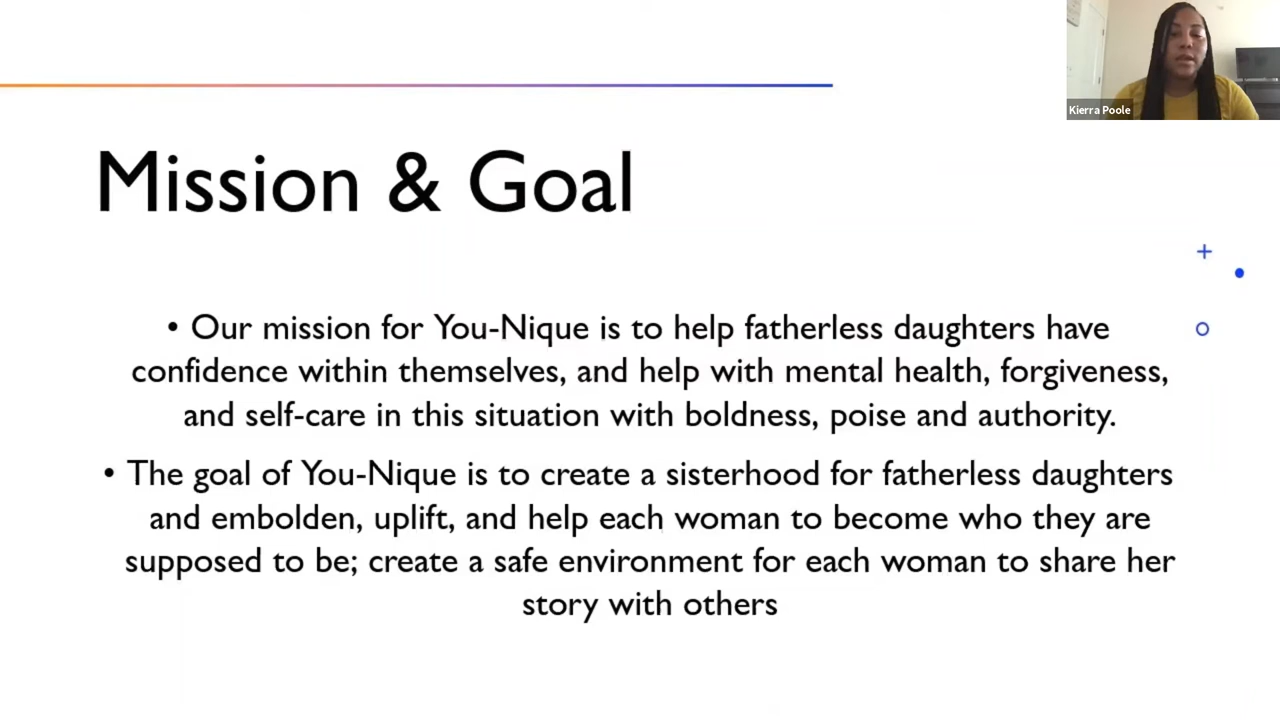 Kierra Poole
Mission & Goal
• Our mission for You-Nique is to help fatherless daughters have
confidence within themselves, and help with mental health, forgiveness,
and self-care in this situation with boldness, poise and authority.
• The goal of You-Nique is to create a sisterhood for fatherless daughters
and embolden, uplift, and help each woman to become who they are
supposed to be; create a safe environment for each woman to share her
story with others